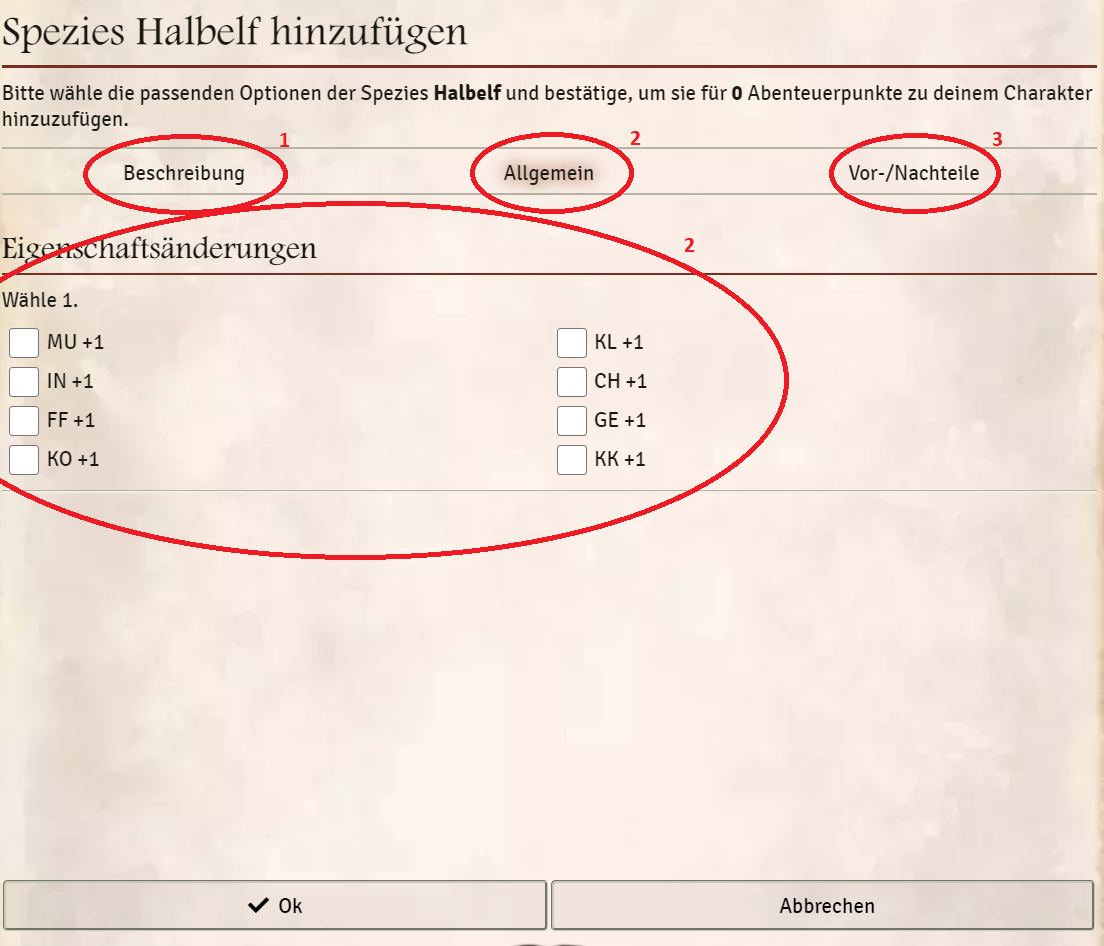 Spezies Halbelf hinzufügen
Bitte wähle die passenden Optionen der Spezies Halbelf und bestätige, um sie für 0 Abenteuerpunkte zu deinem Charakter
hinzuzufügen.
1 2 3
Beschreibung Allgemein Vor-/Nachteile
Eigenschaftsänderungen 2
Wähle 1.
MU +1 KL +1
IN +1 CH +1
FF +1 GE +1
KO +1 KK +1
Ok Abbrechen